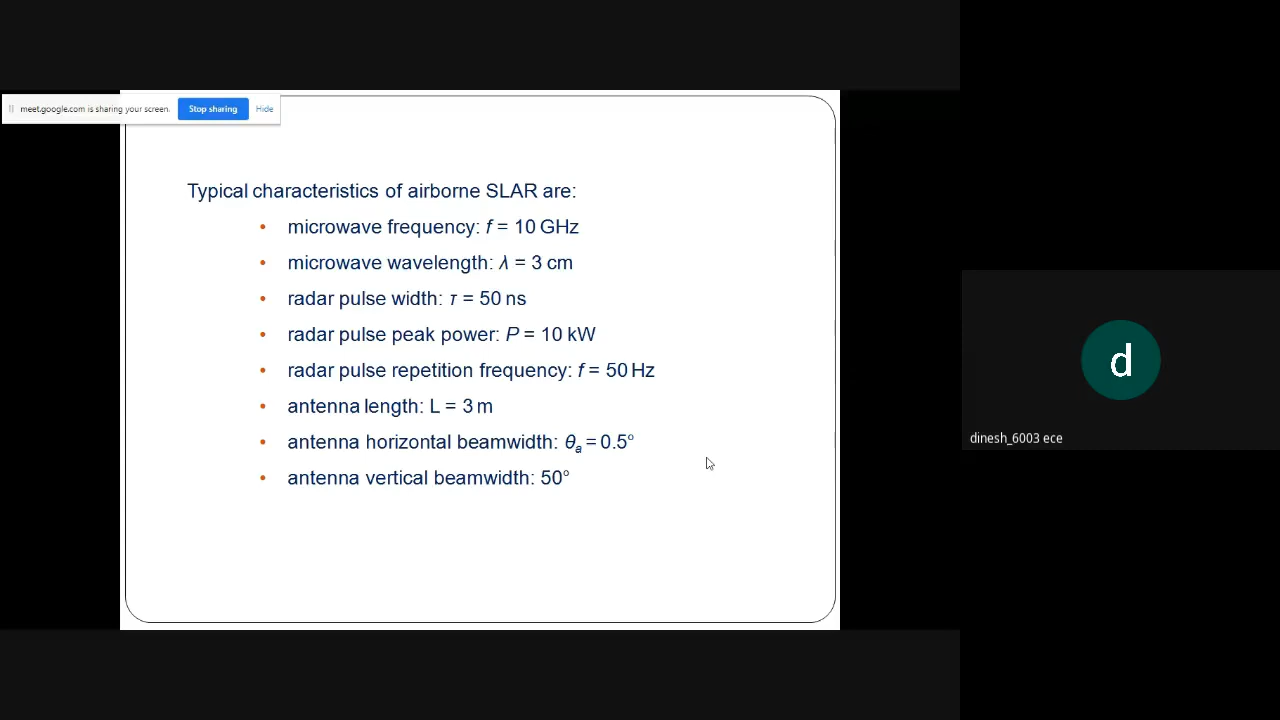 meet.google.com is sharing your screen.
Stop sharing
Hide
Typical characteristics of airborne SLAR are:
• microwave frequency: f = 10 GHz
• microwave wavelength: λ = 3 cm
• radar pulse width: τ = 50 ns
• radar pulse peak power: P = 10 kW
• radar pulse repetition frequency: f = 50 Hz
• antenna length: L = 3 m
• antenna horizontal beamwidth: θa = 0.5°
• antenna vertical beamwidth: 50°
d
dinesh_6003 ece